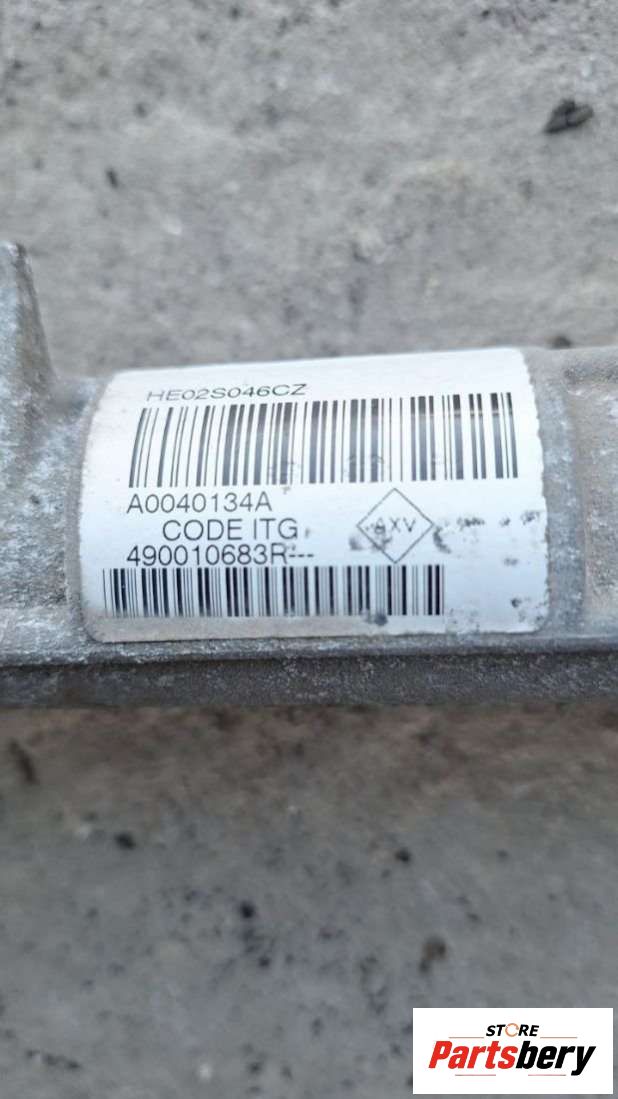 HE02S046CZ
A0040134A
CODE ITG
AXV
490010683R---
STORE
Partsbery